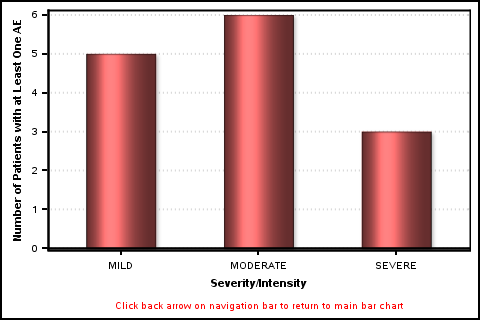 Number of Patients with at Least One AE
6
5
4
3
2
1
0
MILD MODERATE SEVERE
Severity/Intensity
Click back arrow on navigation bar to return to main bar chart